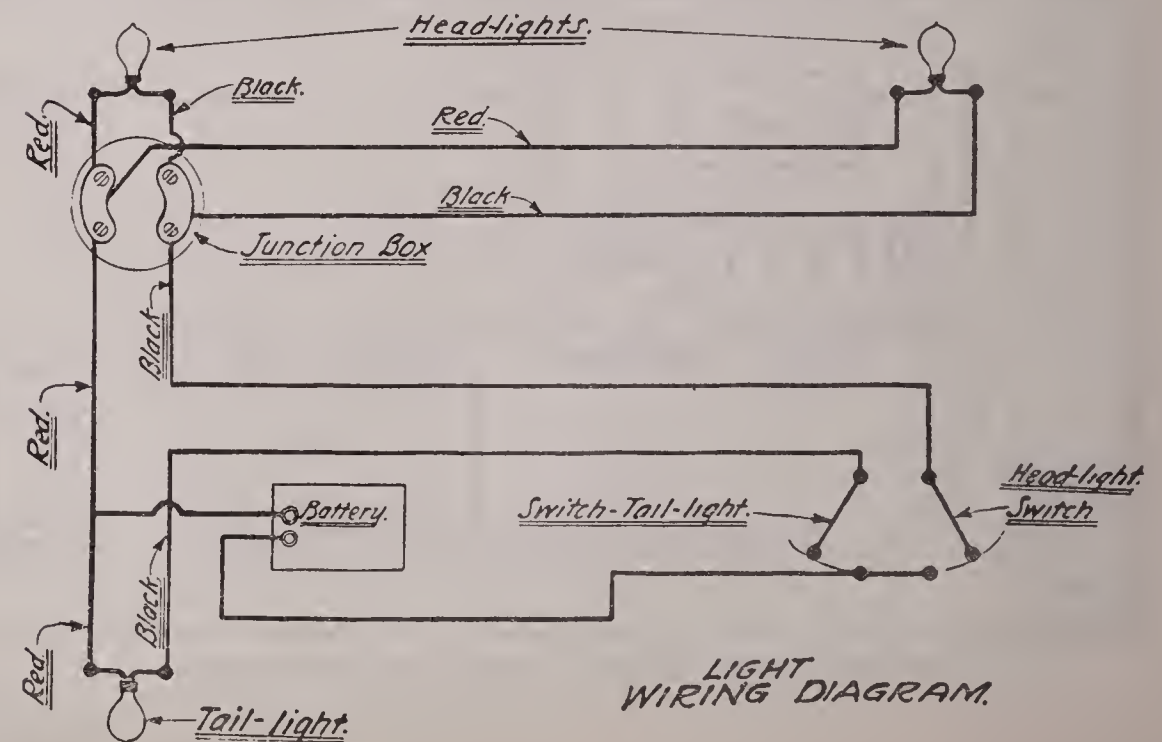 Head-lights.
Black.
Red.
Red.
Black
Junction Box
Black
Red.
Battery.
Switch-Tail-light.
Head-light.
Switch
Black
Red
Tail-light.
LIGHT
WIRING DIAGRAM.